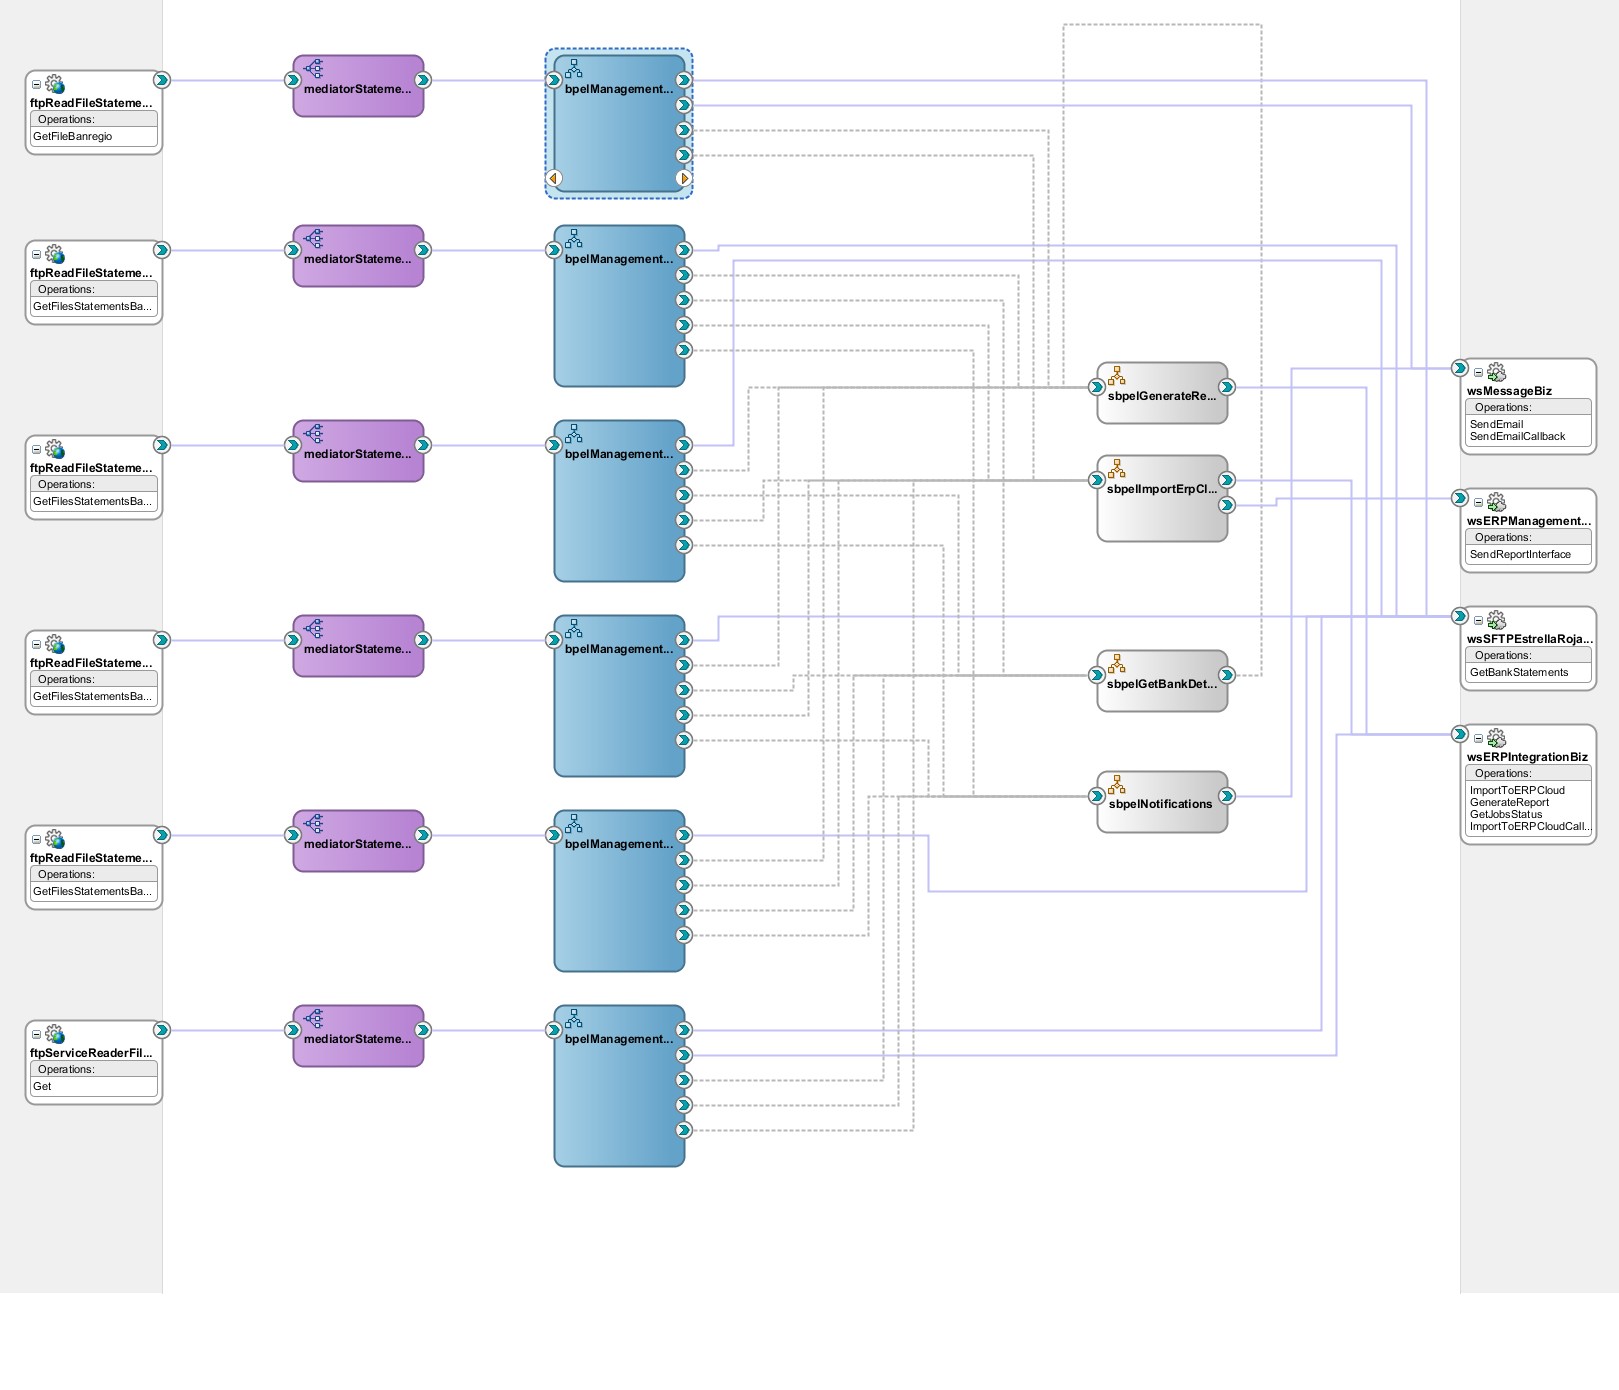 ftpReadFileStateme...
Operations:
GetFileBanregio
mediatorStateme...
bpelManagement...
ftpReadFileStateme...
Operations:
GetFilesStatementsBa...
mediatorStateme...
bpelManagement...
ftpReadFileStateme...
Operations:
GetFilesStatementsBa...
mediatorStateme...
bpelManagement...
ftpReadFileStateme...
Operations:
GetFilesStatementsBa...
mediatorStateme...
bpelManagement...
ftpReadFileStateme...
Operations:
GetFilesStatementsBa...
mediatorStateme...
bpelManagement...
ftpServiceReaderFil...
Operations:
Get
mediatorStateme...
bpelManagement...
sbpelGenerateRe...
sbpelImportErpCl...
sbpelGetBankDet...
sbpelNotifications
wsMessageBiz
Operations:
SendEmail
SendEmailCallback
wsERPManagement...
Operations:
SendReportInterface
wsSFTPEstrellaRoja...
Operations:
GetBankStatements
wsERPIntegrationBiz
Operations:
ImportToERPCloud
GenerateReport
GetJobsStatus
ImportToERPCloudCall...